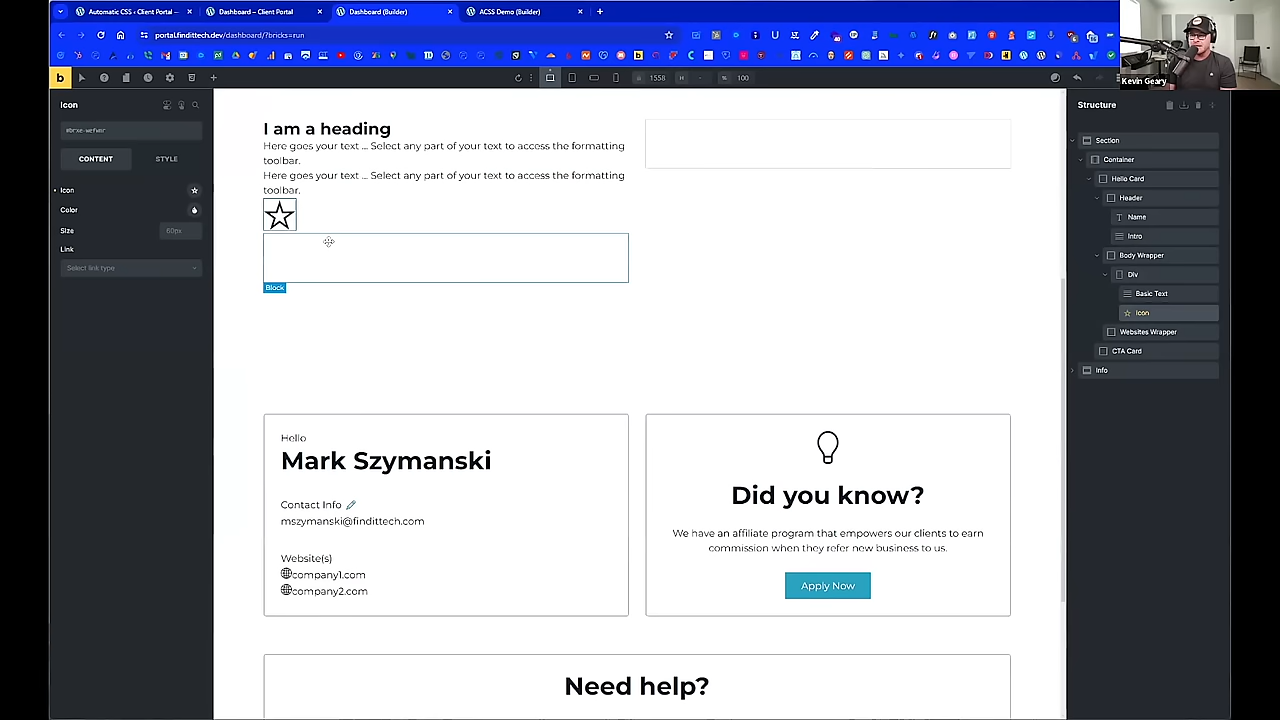 Automatic CSS ‹ Client Portal —
Dashboard – Client Portal
Dashboard (Builder)
ACSS Demo (Builder)
portal.findittech.dev/dashboard/?bricks=run
Kevin Geary
b
1558
H
-
%
100
Icon
#brxe-wefwnr
CONTENT
STYLE
Icon
Color
Size
60px
Link
Select link type
I am a heading
Here goes your text ... Select any part of your text to access the formatting
toolbar.
Here goes your text ... Select any part of your text to access the formatting
toolbar.
Block
Hello
Mark Szymanski
Contact Info
mszymanski@findittech.com
Website(s)
company1.com
company2.com
Did you know?
We have an affiliate program that empowers our clients to earn
commission when they refer new business to us.
Apply Now
Need help?
Structure
Section
Container
Hello Card
Header
Name
Intro
Body Wrapper
Div
Basic Text
Icon
Websites Wrapper
CTA Card
Info